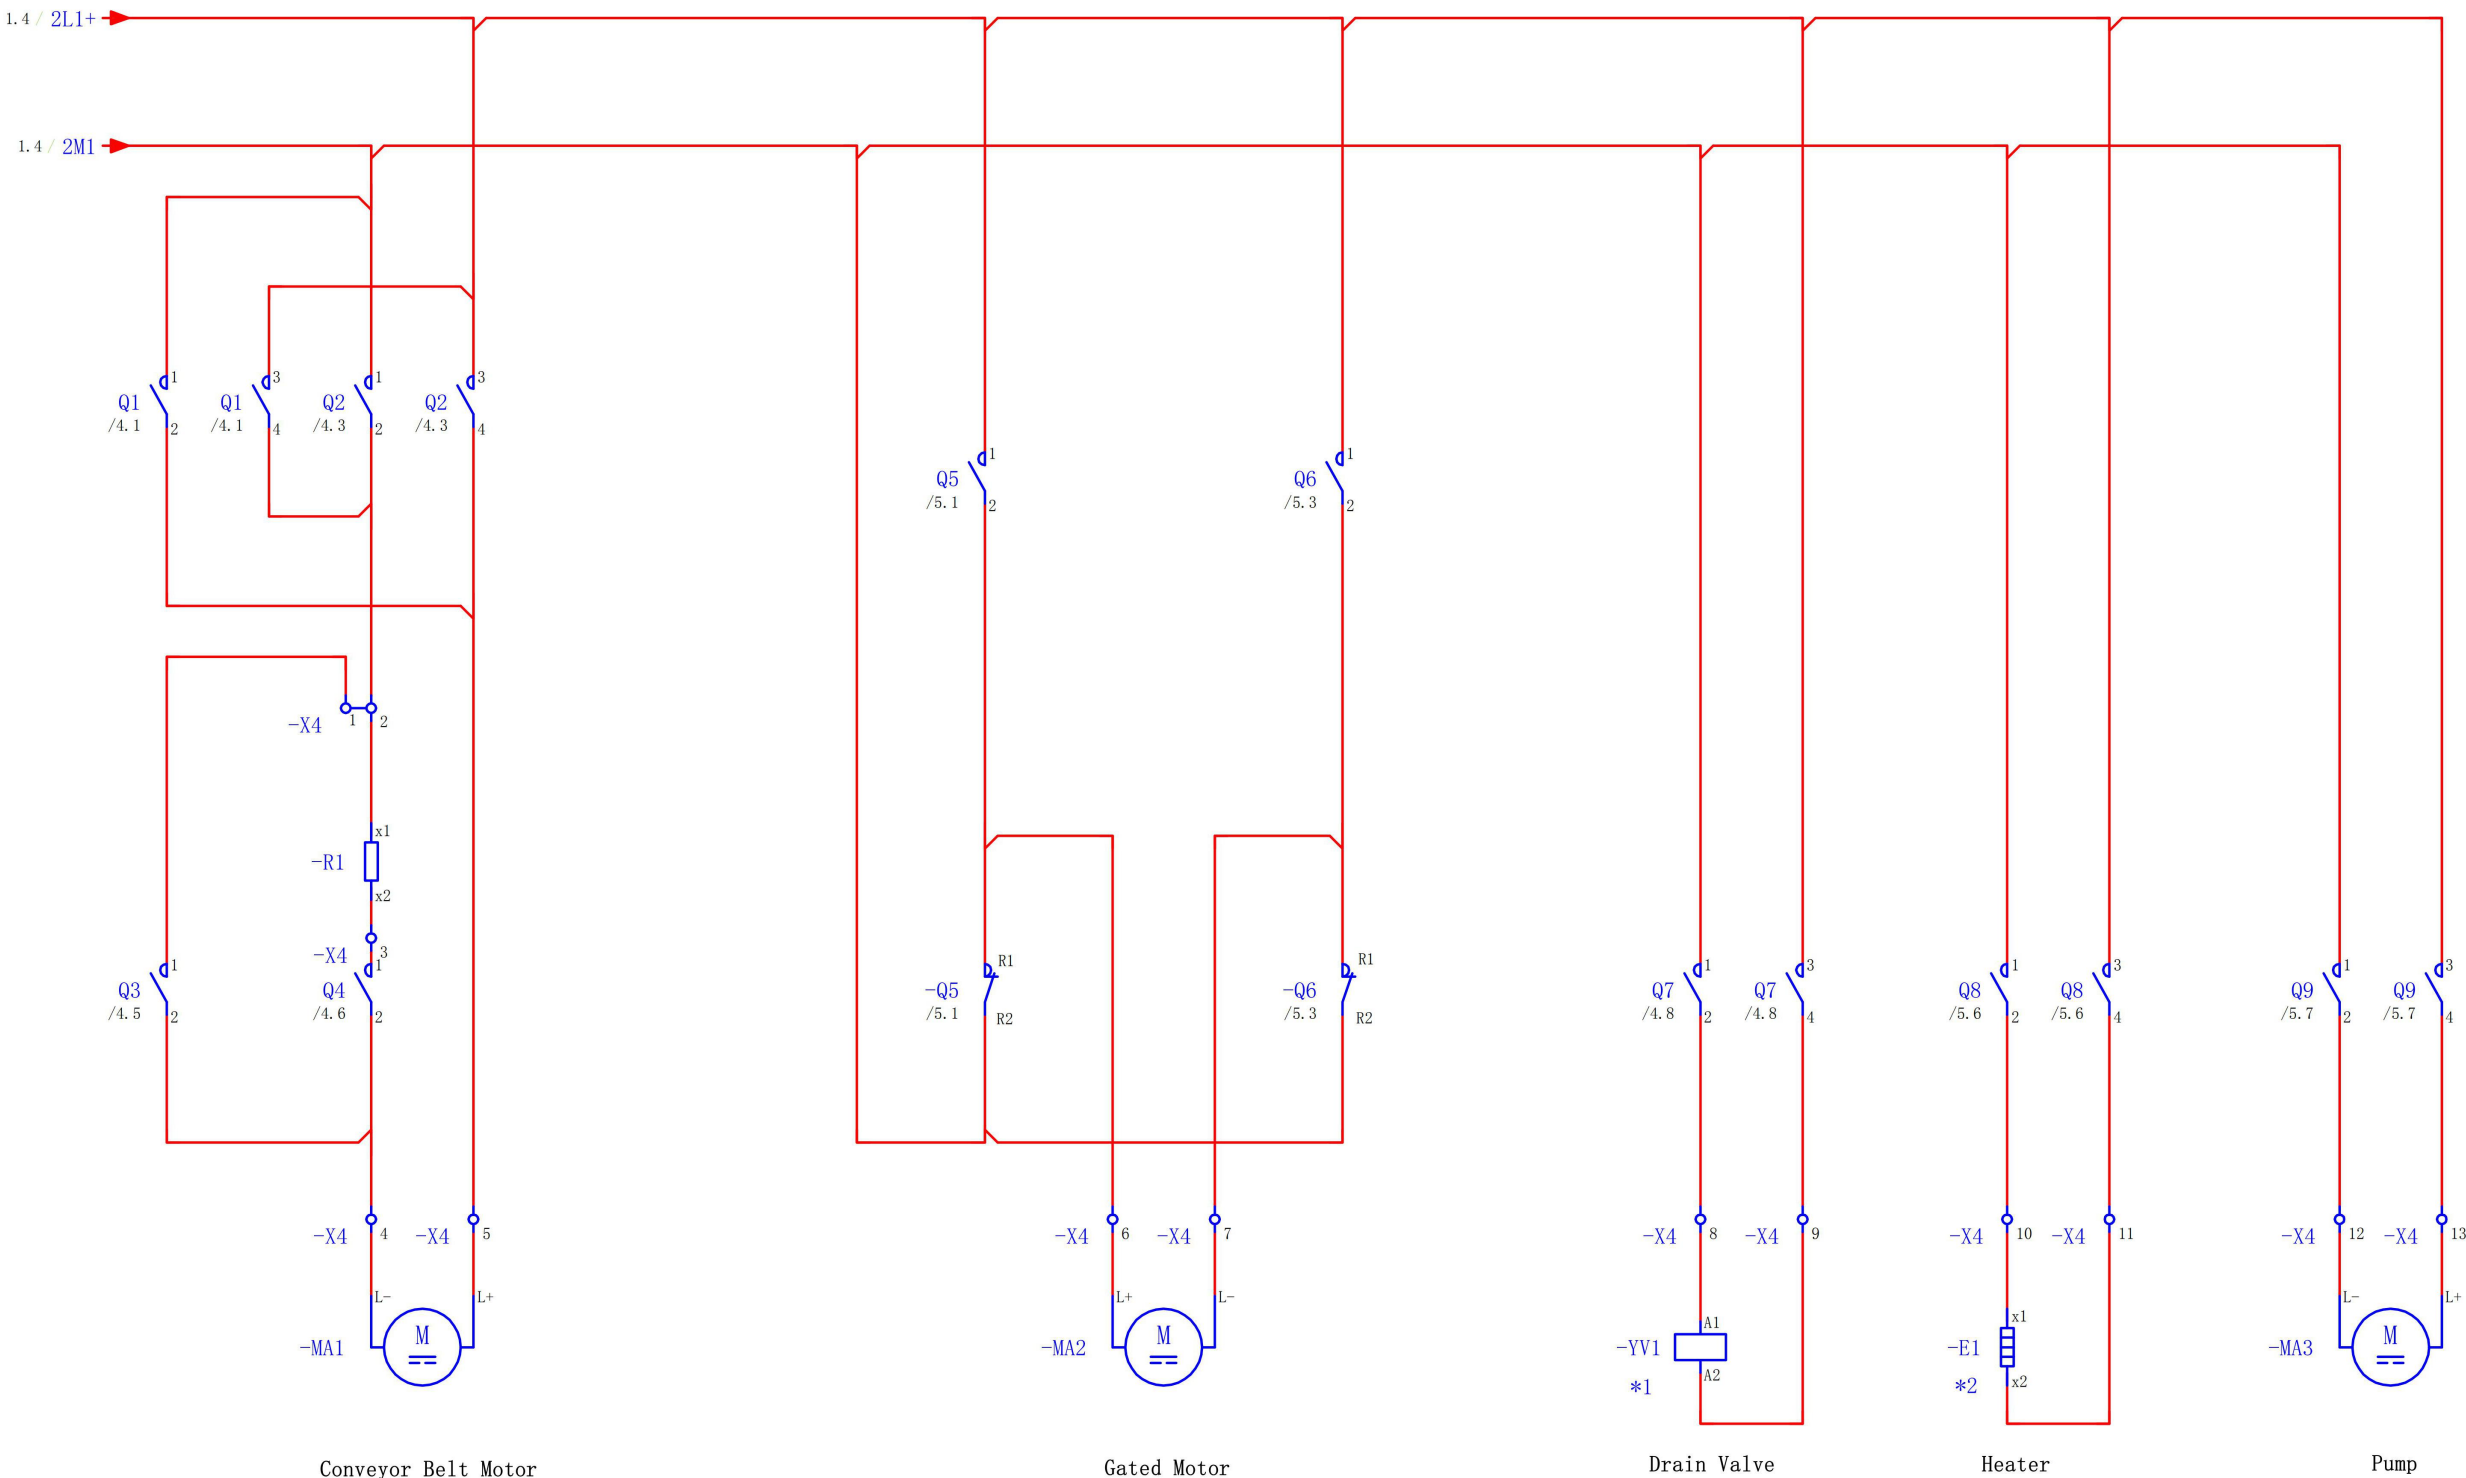 1.4 / 2L1+
1.4 / 2M1
1 3 1 3
Q1 Q1 Q2 Q2
/4.1 /4.1 /4.3 /4.3
2 4 2 4
1 1
Q5 Q6
/5.1 /5.3
2 2
-X4 1 2
x1
-R1
x2
-X4 3
1 1 R1 R1 1 3 1 3 1 3
Q3 Q4 -Q5 -Q6 Q7 Q7 Q8 Q8 Q9 Q9
/4.5 /4.6 /5.1 /5.3 /4.8 /4.8 /5.6 /5.6 /5.7 /5.7
2 2 R2 R2 2 4 2 4 2 4
-X4 4 -X4 5 -X4 6 -X4 7 -X4 8 -X4 9 -X4 10 -X4 11 -X4 12 -X4 13
L- L+ L+ L- A1 x1 L- L+
M M M
-MA1 -MA2 -YV1 -E1 -MA3
A2 x2
*1 *2
Conveyor Belt Motor Gated Motor Drain Valve Heater Pump